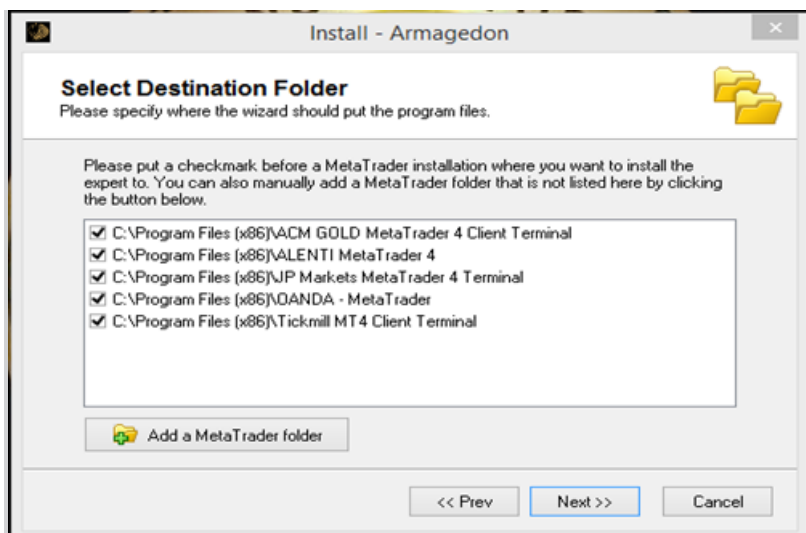 Install - Armagedon
Select Destination Folder
Please specify where the wizard should put the program files.
Please put a checkmark before a MetaTrader installation where you want to install the
expert to. You can also manually add a MetaTrader folder that is not listed here by clicking
the button below.
C:\Program Files (x86)\ACM GOLD MetaTrader 4 Client Terminal
C:\Program Files (x86)\ALENTI MetaTrader 4
C:\Program Files (x86)\JP Markets MetaTrader 4 Terminal
C:\Program Files (x86)\OANDA - MetaTrader
C:\Program Files (x86)\Tickmill MT4 Client Terminal
Add a MetaTrader folder
<< Prev
Next >>
Cancel